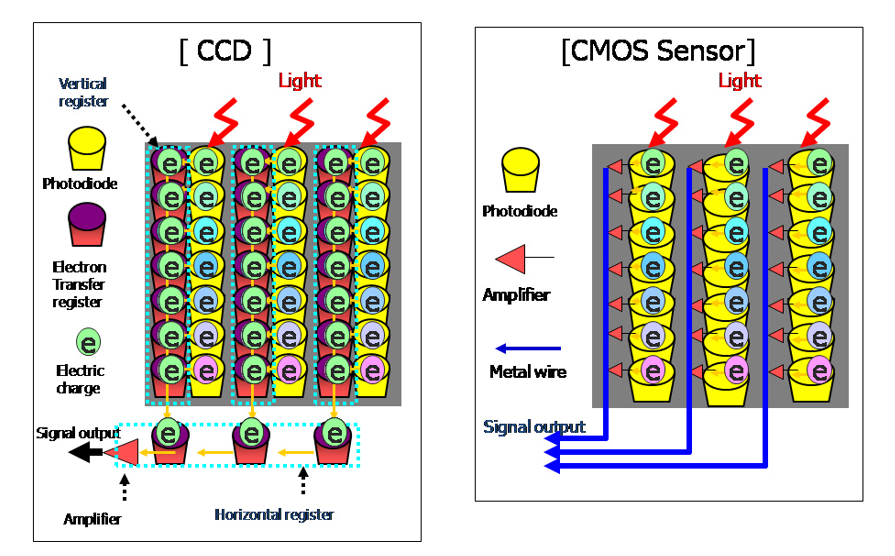 [ CCD ]
Vertical
register
Light
Photodiode
Electron
Transfer
register
e
Electric
charge
e e e e e e
e e e e e e
e e e e e e
e e e e e e
e e e e e e
e e e e e e
e e e e e e
Signal output
e e e
Amplifier
Horizontal register
[CMOS Sensor]
Light
Photodiode
Amplifier
Metal wire
e e e
e e e
e e e
e e e
e e e
e e e
e e e
Signal output